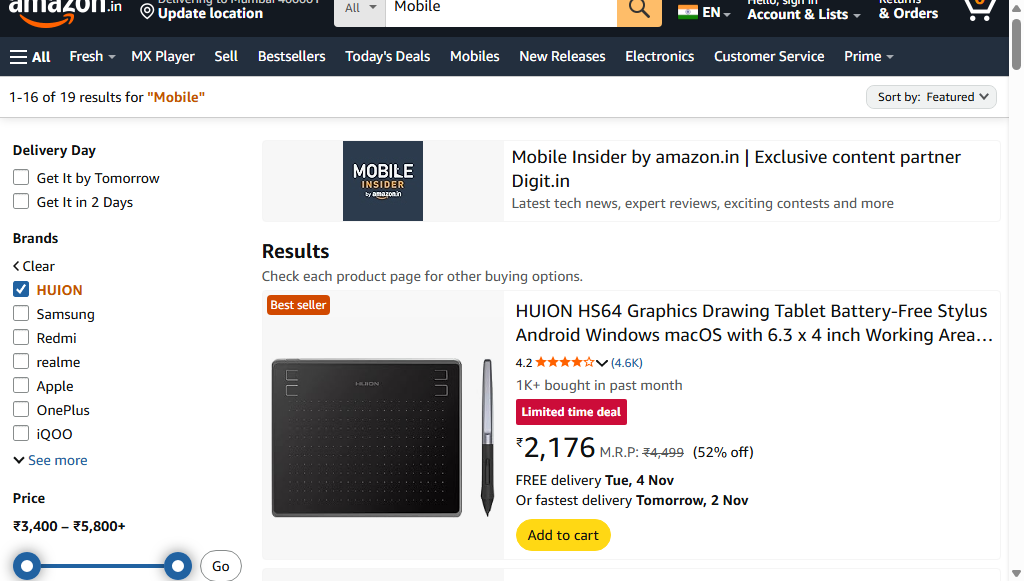 amazon.in
Delivering to Mumbai 400001
Update location
All
Mobile
EN
Hello, sign in
Account & Lists
Returns
& Orders
0
All
Fresh
MX Player
Sell
Bestsellers
Today's Deals
Mobiles
New Releases
Electronics
Customer Service
Prime
1-16 of 19 results for "Mobile"
Sort by: Featured
Delivery Day
Get It by Tomorrow
Get It in 2 Days
Brands
Clear
HUION
Samsung
Redmi
realme
Apple
OnePlus
iQOO
See more
Price
₹3,400 – ₹5,800+
Go
MOBILE
INSIDER
by amazon.in
Mobile Insider by amazon.in | Exclusive content partner
Digit.in
Latest tech news, expert reviews, exciting contests and more
Results
Check each product page for other buying options.
Best seller
HUION
HUION HS64 Graphics Drawing Tablet Battery-Free Stylus
Android Windows macOS with 6.3 x 4 inch Working Area…
4.2 (4.6K)
1K+ bought in past month
Limited time deal
₹2,176 M.R.P: ₹4,499 (52% off)
FREE delivery Tue, 4 Nov
Or fastest delivery Tomorrow, 2 Nov
Add to cart